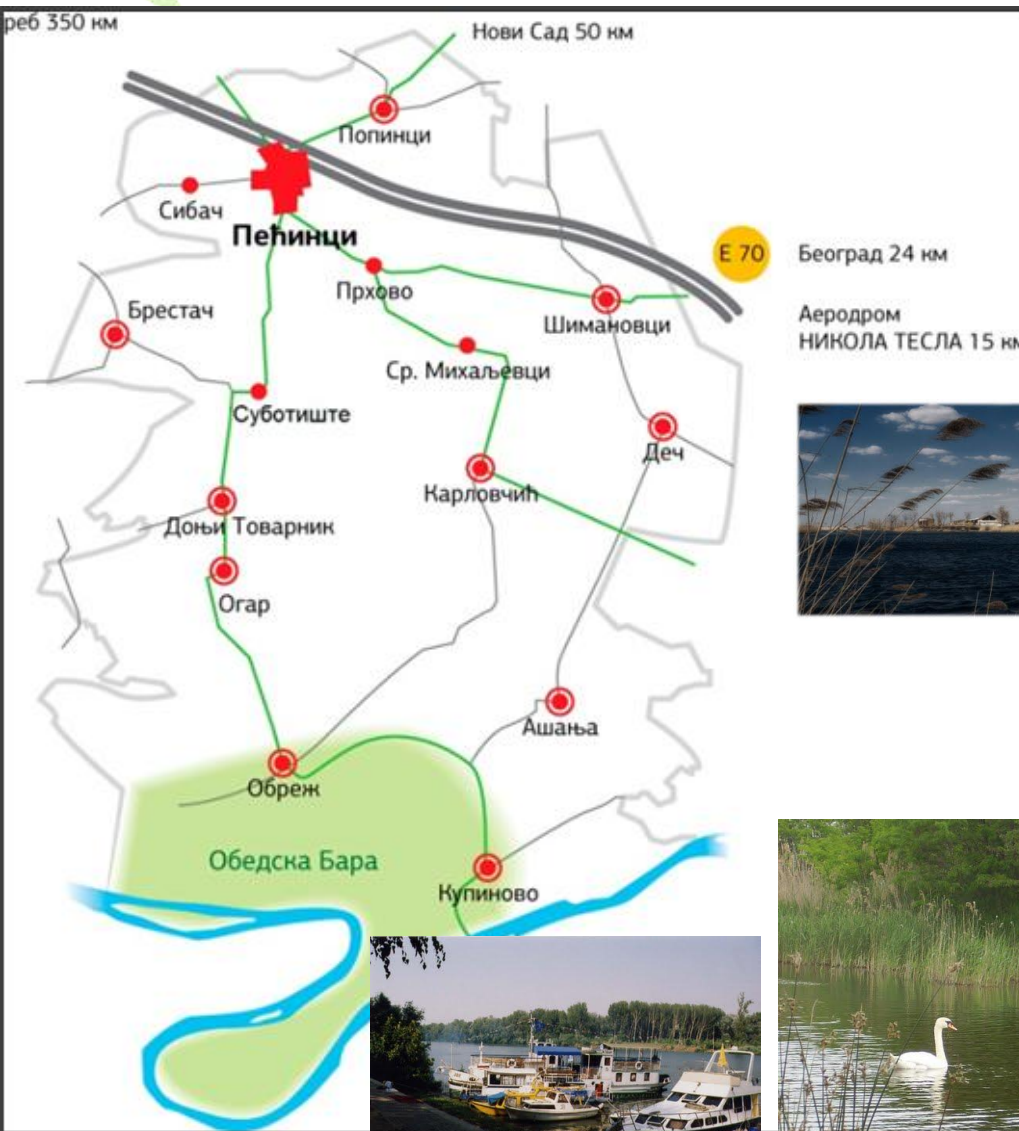 реб 350 км
Нови Сад 50 км
Попинци
Сибач
Пећинци
Е 70
Београд 24 км
Прхово
Брестач
Шимановци
Аеродром
НИКОЛА ТЕСЛА 15 км
Ср. Михаљевци
Суботиште
Деч
Карловчић
Доњи Товарник
Огар
Ашања
Обреж
Обедска Бара
Купиново